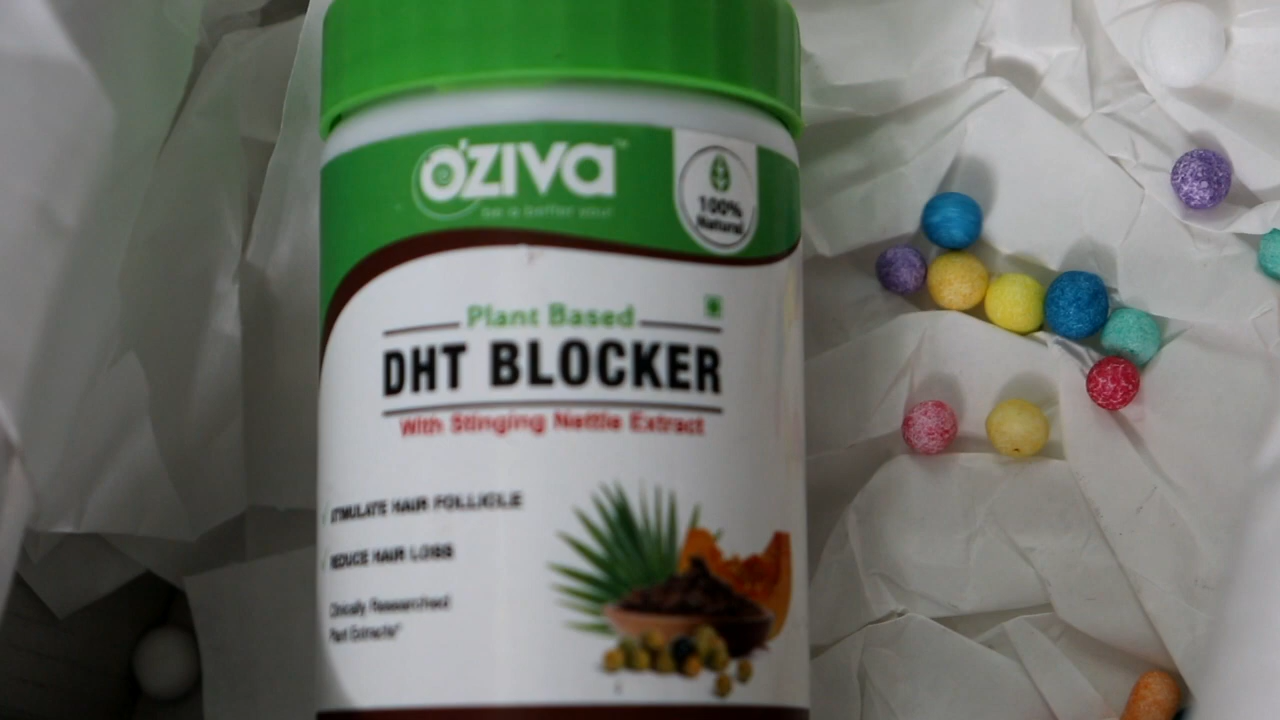 OZIVA™
be a better you!
100%
Natural
Plant Based
DHT BLOCKER
With Stinging Nettle Extract
STIMULATE HAIR FOLLICLE
REDUCE HAIR LOSS
Clinically Researched
Plant Extracts*